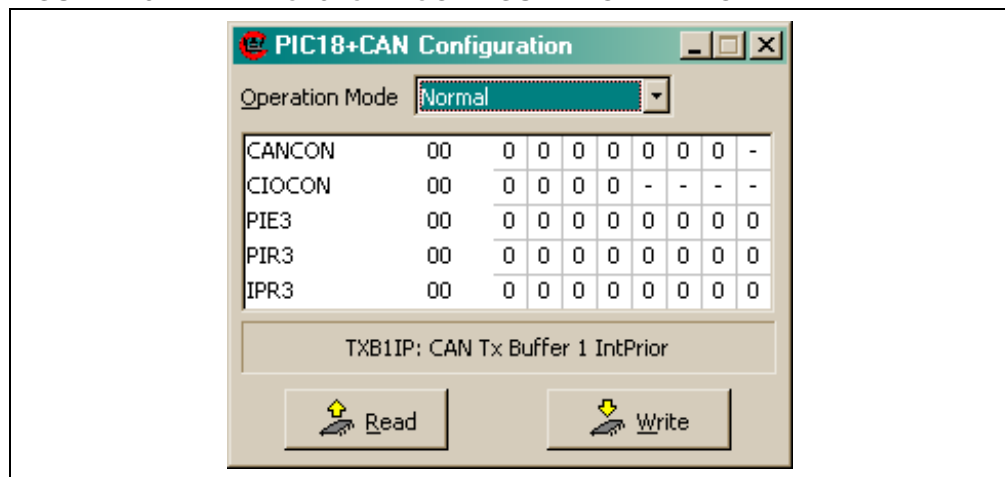 PIC18+CAN Configuration
Operation Mode Normal
CANCON 00 0 0 0 0 0 0 0 -
CIOCON 00 0 0 0 0 - - - -
PIE3 00 0 0 0 0 0 0 0 0
PIR3 00 0 0 0 0 0 0 0 0
IPR3 00 0 0 0 0 0 0 0 0
TXB1IP: CAN Tx Buffer 1 IntPrior
Read Write